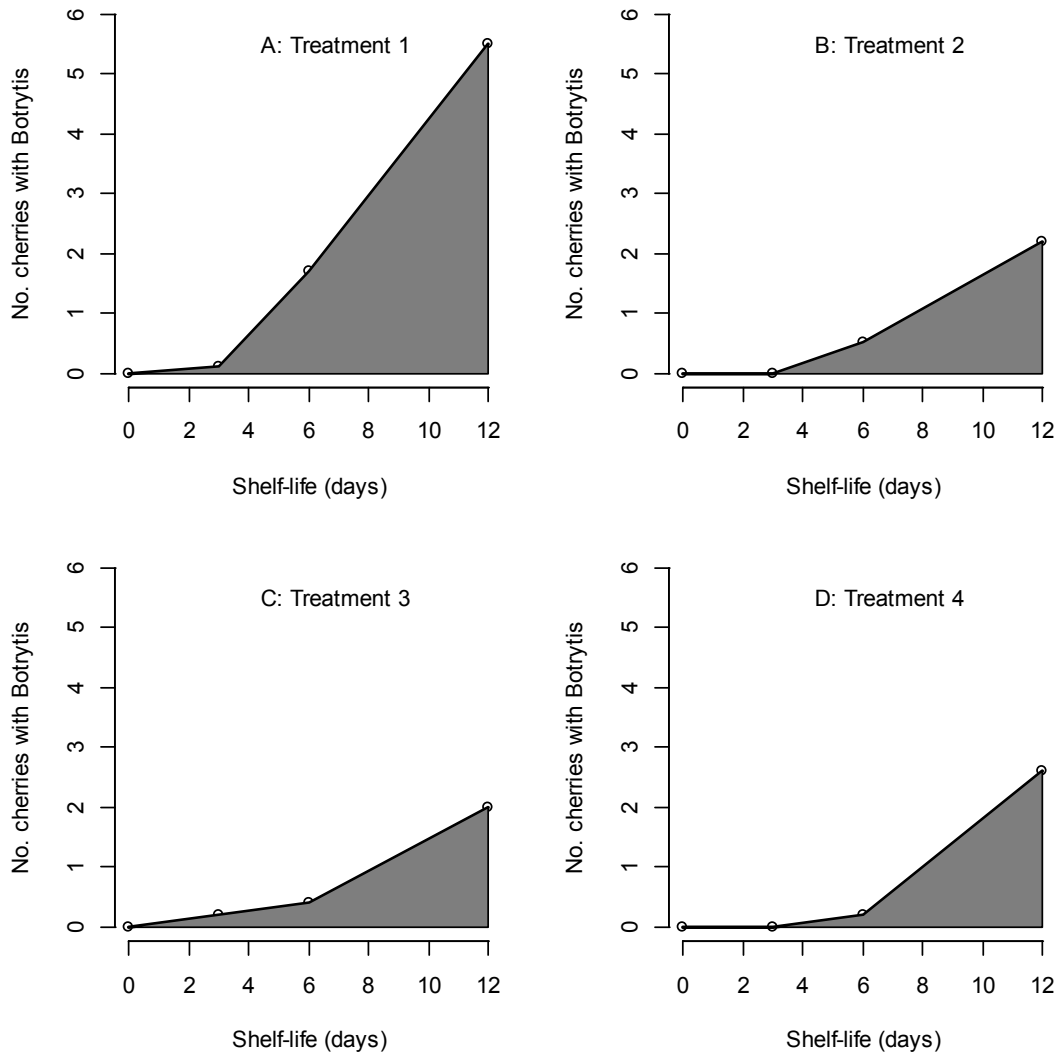 A: Treatment 1
No. cherries with Botrytis
0 1 2 3 4 5 6
0 2 4 6 8 10 12
Shelf-life (days)
B: Treatment 2
No. cherries with Botrytis
0 1 2 3 4 5 6
0 2 4 6 8 10 12
Shelf-life (days)
C: Treatment 3
No. cherries with Botrytis
0 1 2 3 4 5 6
0 2 4 6 8 10 12
Shelf-life (days)
D: Treatment 4
No. cherries with Botrytis
0 1 2 3 4 5 6
0 2 4 6 8 10 12
Shelf-life (days)